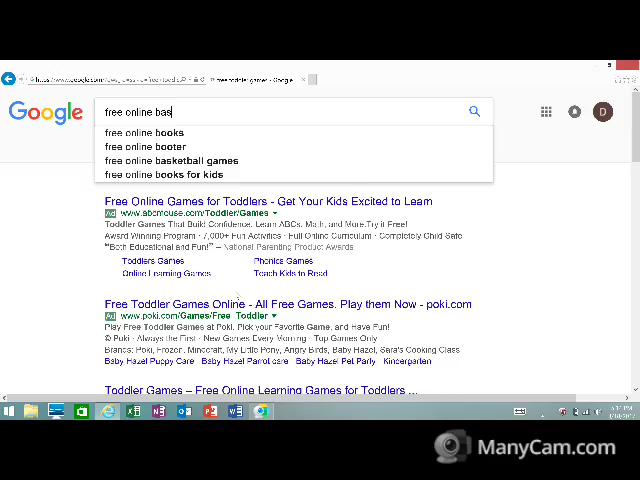 free toddler games - Google
Google
free online bas
D
free online books
free online booter
free online basketball games
free online books for kids
Free Online Games for Toddlers - Get Your Kids Excited to Learn
Ad www.abcmouse.com/Toddler/Games
Toddler Games That Build Confidence. Learn ABCs, Math, and More.Try it Free!
Award Winning Program · 7,000+ Fun Activities · Full Online Curriculum · Completely Child Safe
"Both Educational and Fun!" – National Parenting Product Awards
Toddlers Games Phonics Games
Online Learning Games Teach Kids to Read
Free Toddler Games Online - All Free Games, Play them Now - poki.com
Ad www.poki.com/Games/Free_Toddler
Play Free Toddler Games at Poki. Pick your Favorite Game, and Have Fun!
© Poki · Always the First · New Games Every Morning · Top Games Only
Brands: Poki, Frozen, Minecraft, My Little Pony, Angry Birds, Baby Hazel, Sara's Cooking Class
Baby Hazel Puppy Care Baby Hazel Parrot care Baby Hazel Pet Party Kindergarten
Toddler Games – Free Online Learning Games for Toddlers ...
ManyCam.com